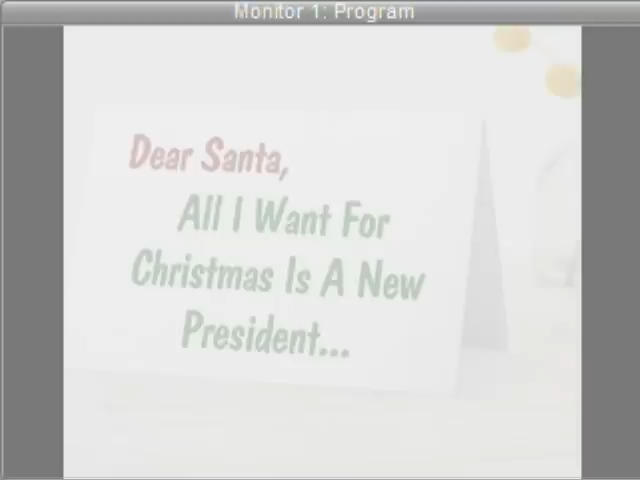 Monitor 1: Program
Dear Santa,
All I Want For
Christmas Is A New
President...